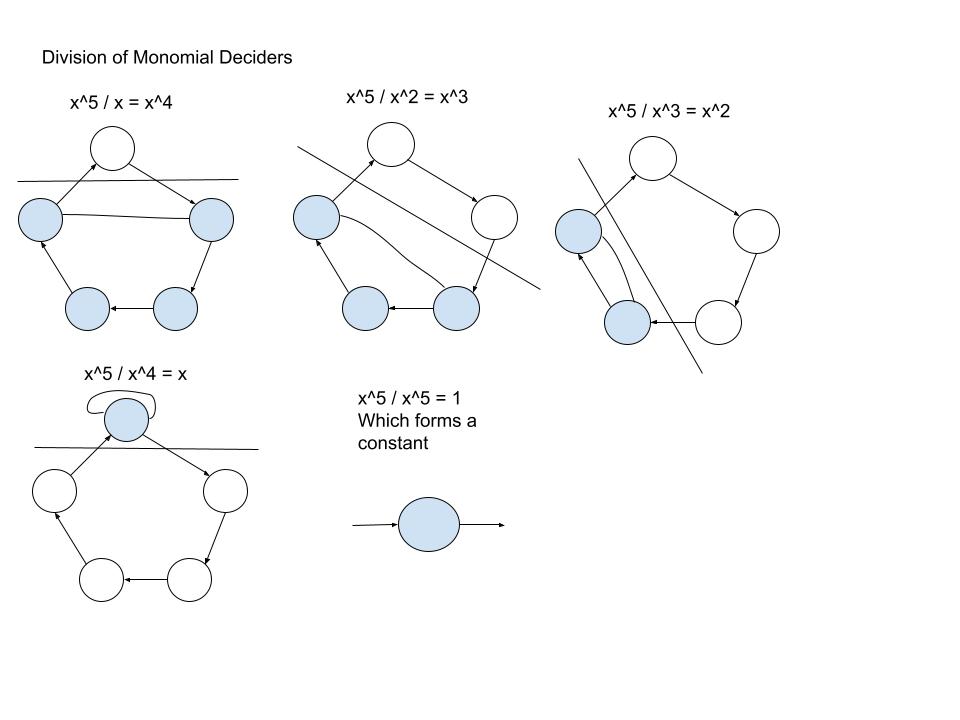 Division of Monomial Deciders
x^5 / x = x^4
x^5 / x^2 = x^3
x^5 / x^3 = x^2
x^5 / x^4 = x
x^5 / x^5 = 1
Which forms a
constant